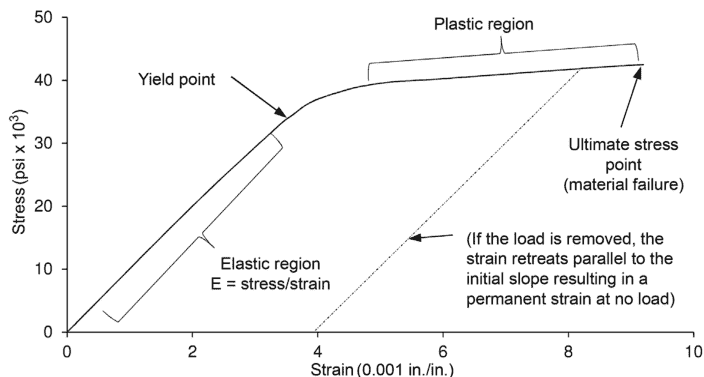 50
40
30
20
10
0
Stress (psi x 10³)
0
2
4
6
8
10
Strain (0.001 in./in.)
Plastic region
Yield point
Ultimate stress
point
(material failure)
Elastic region
E = stress/strain
(If the load is removed, the
strain retreats parallel to the
initial slope resulting in a
permanent strain at no load)